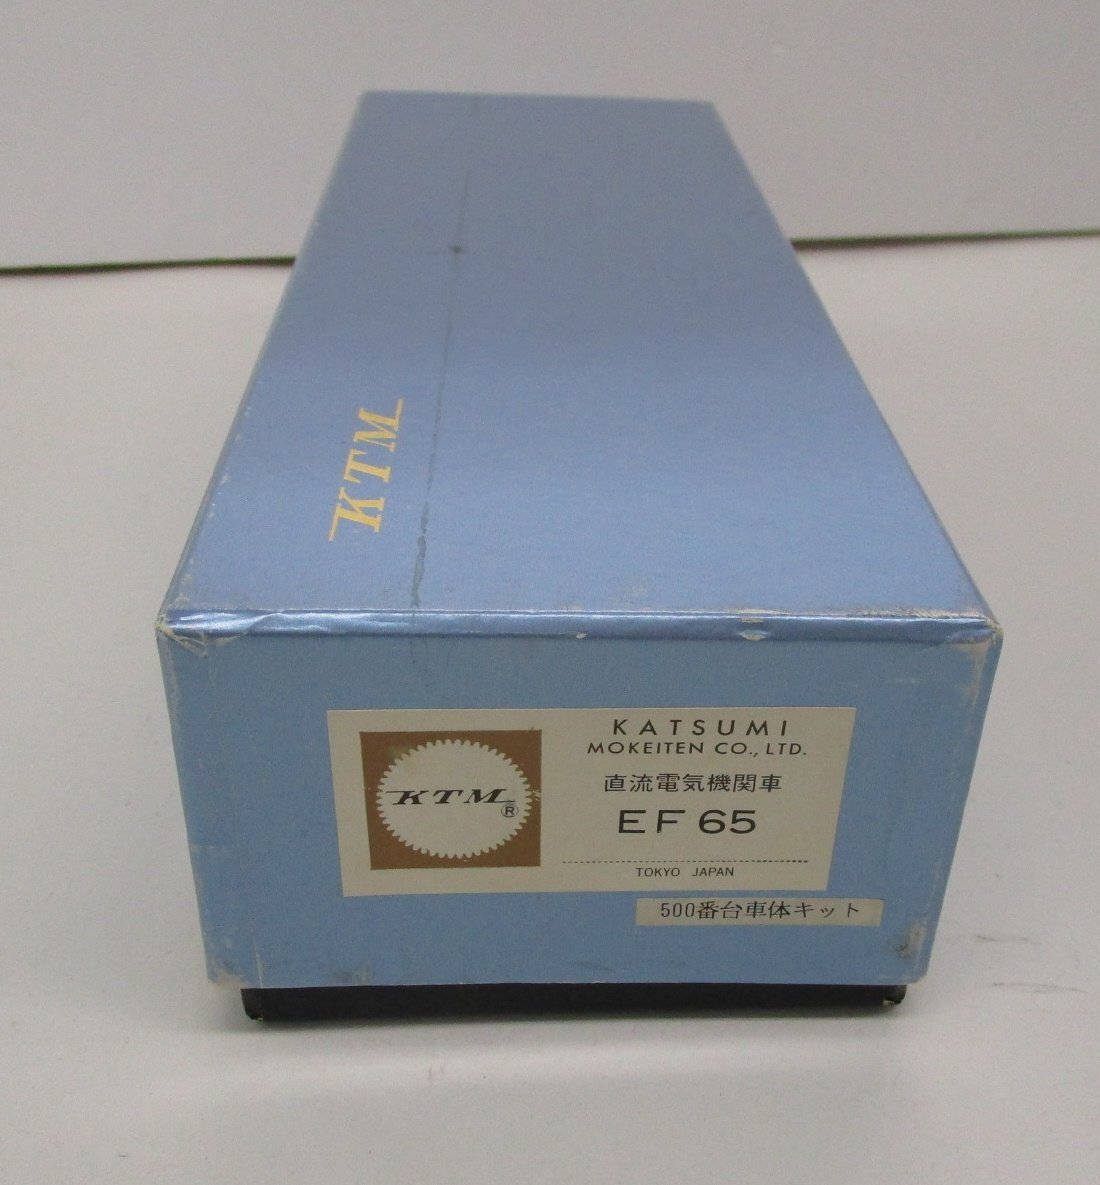 KTM
KTM®
KATSUMI
MOKEITEN CO., LTD.
直流電気機関車
EF 65
TOKYO JAPAN
500番台車体キット